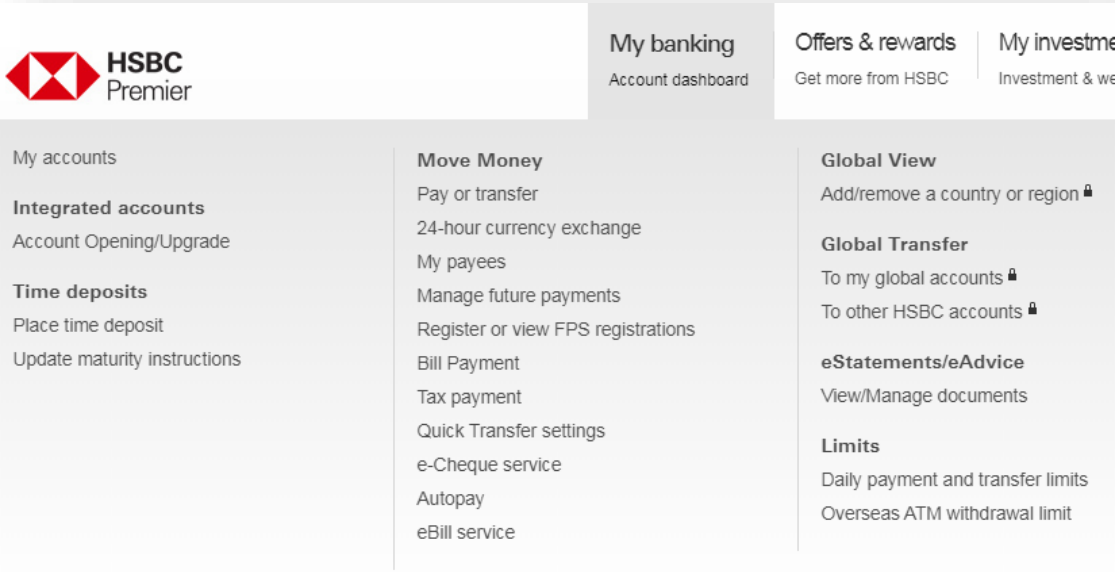 HSBC
Premier
My banking
Account dashboard
Offers & rewards
Get more from HSBC
My investme
Investment & we
My accounts
Integrated accounts
Account Opening/Upgrade
Time deposits
Place time deposit
Update maturity instructions
Move Money
Pay or transfer
24-hour currency exchange
My payees
Manage future payments
Register or view FPS registrations
Bill Payment
Tax payment
Quick Transfer settings
e-Cheque service
Autopay
eBill service
Global View
Add/remove a country or region
Global Transfer
To my global accounts
To other HSBC accounts
eStatements/eAdvice
View/Manage documents
Limits
Daily payment and transfer limits
Overseas ATM withdrawal limit